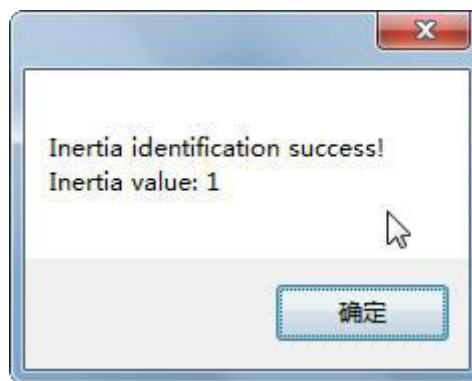 Inertia identification success!
Inertia value: 1
确定